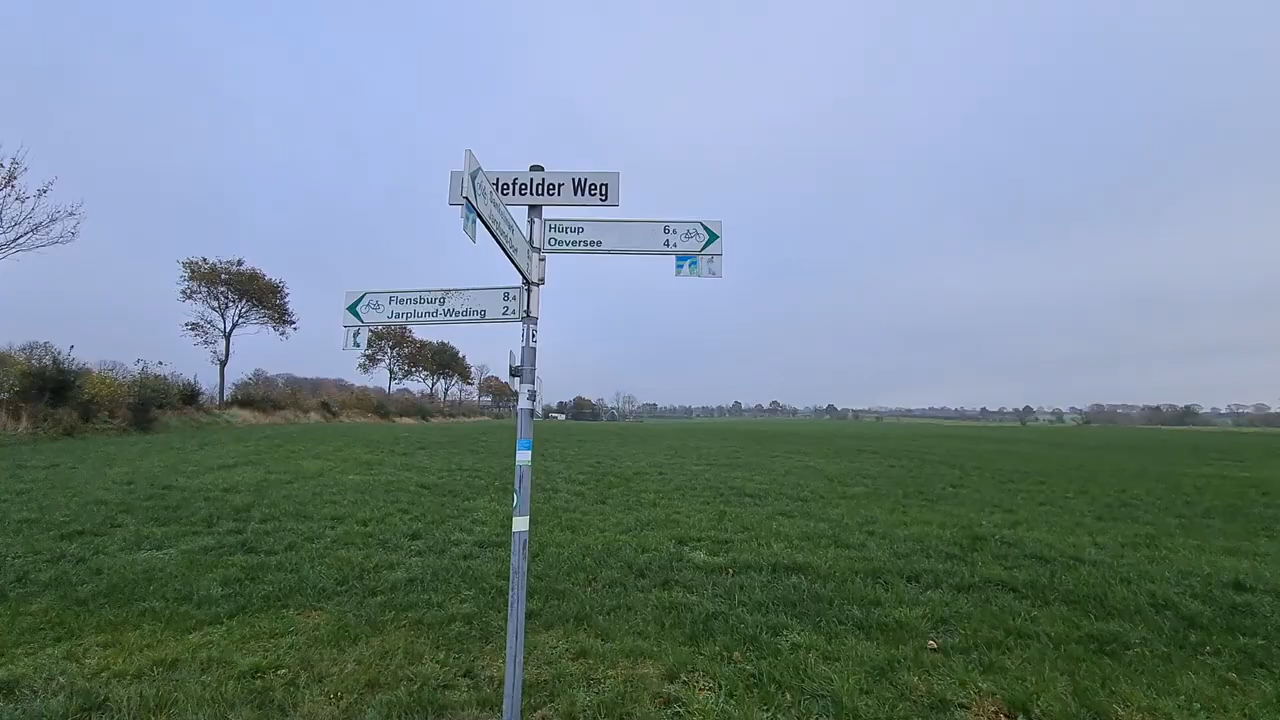 defelder Weg
Hürup 6,6
Oeversee 4,4
Flensburg 8,4
Jarplund-Weding 2,4